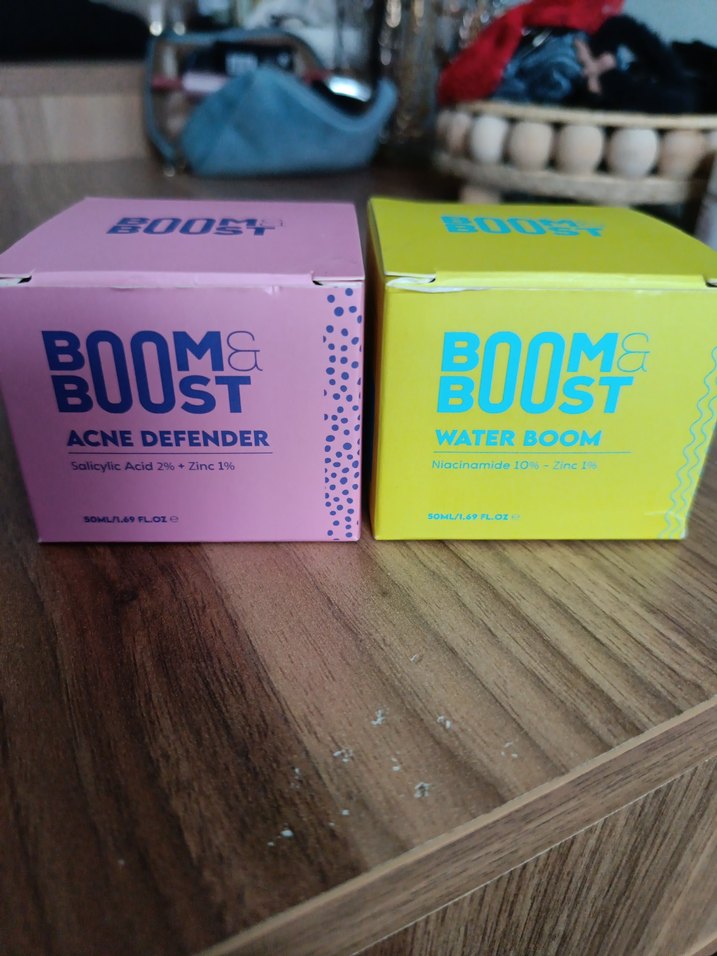 BOOM&
BOOST
BOOM&
BOOST
ACNE DEFENDER
Salicylic Acid 2% + Zinc 1%
50ML/1.69 FL.OZ ℮
BOOM&
BOOST
BOOM&
BOOST
WATER BOOM
Niacinamide 10% - Zinc 1%
50ML/1.69 FL.OZ ℮